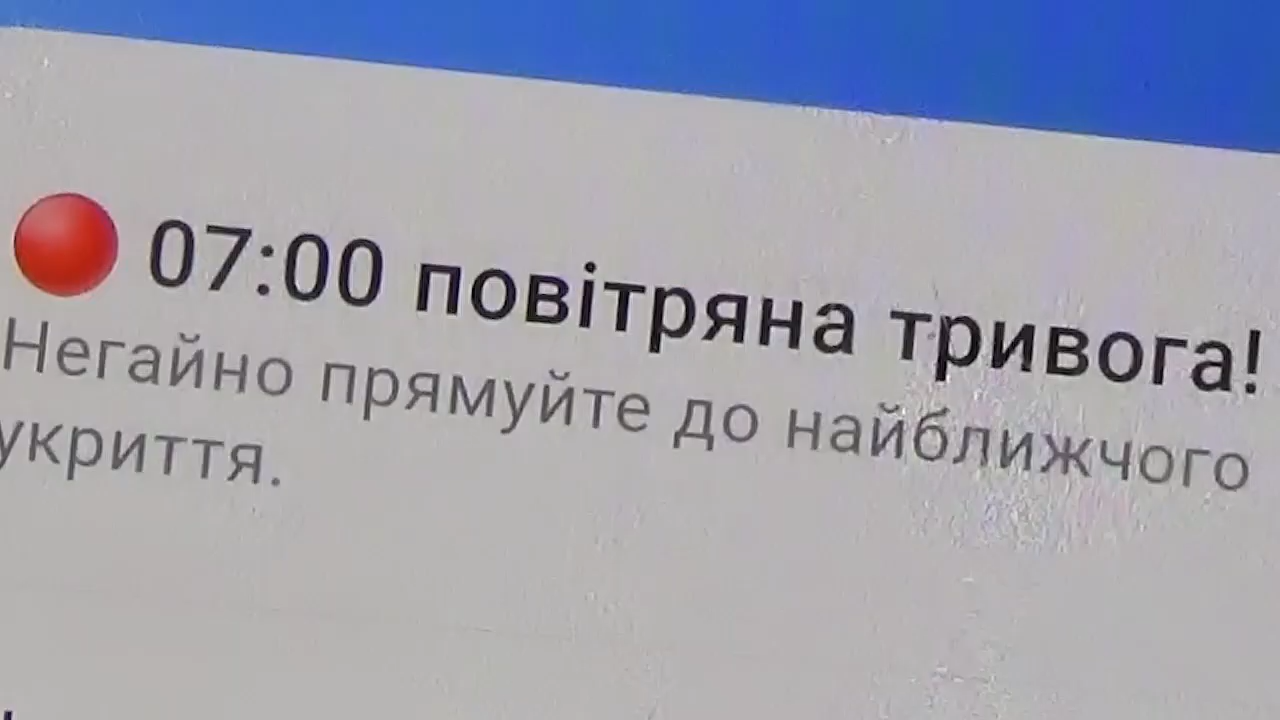 07:00 повітряна тривога!
Негайно прямуйте до найближчого
укриття.